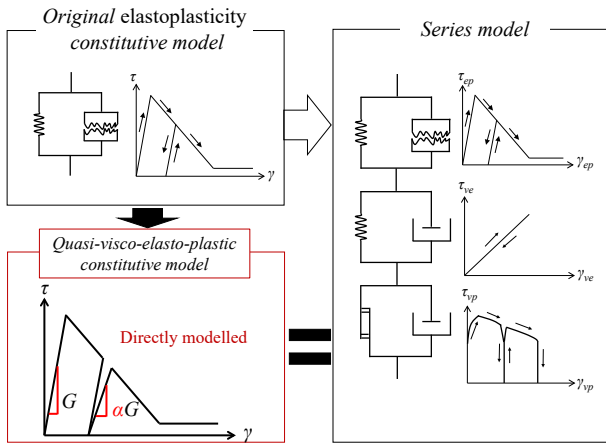 Original elastoplasticity
constitutive model
τ
γ
Quasi-visco-elasto-plastic
constitutive model
τ
Directly modelled
G
αG
γ
Series model
τep
γep
τve
γve
τvp
γvp